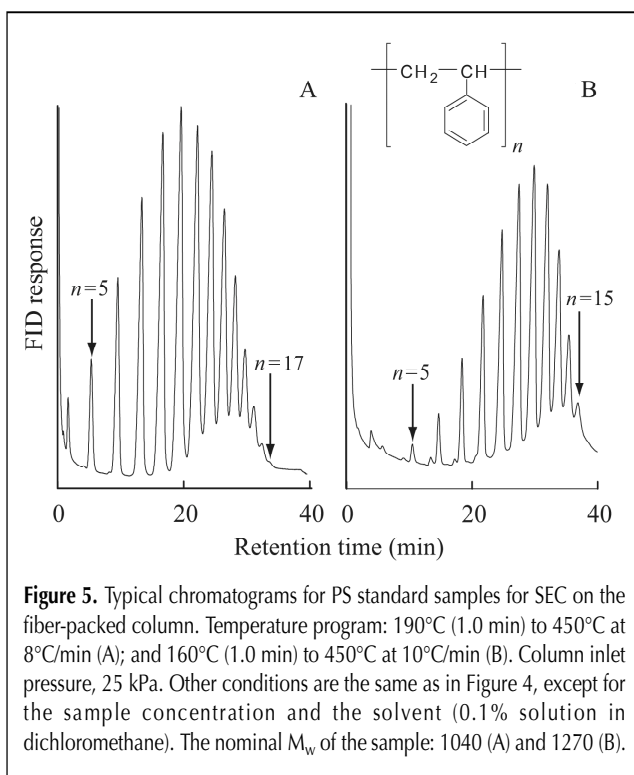 A
B
CH2
CH
n
FID response
n=5
n=17
n−5
n=15
0
20
40
0
20
40
Retention time (min)
Figure 5. Typical chromatograms for PS standard samples for SEC on the
fiber-packed column. Temperature program: 190°C (1.0 min) to 450°C at
8°C/min (A); and 160°C (1.0 min) to 450°C at 10°C/min (B). Column inlet
pressure, 25 kPa. Other conditions are the same as in Figure 4, except for
the sample concentration and the solvent (0.1% solution in
dichloromethane). The nominal Mw of the sample: 1040 (A) and 1270 (B).